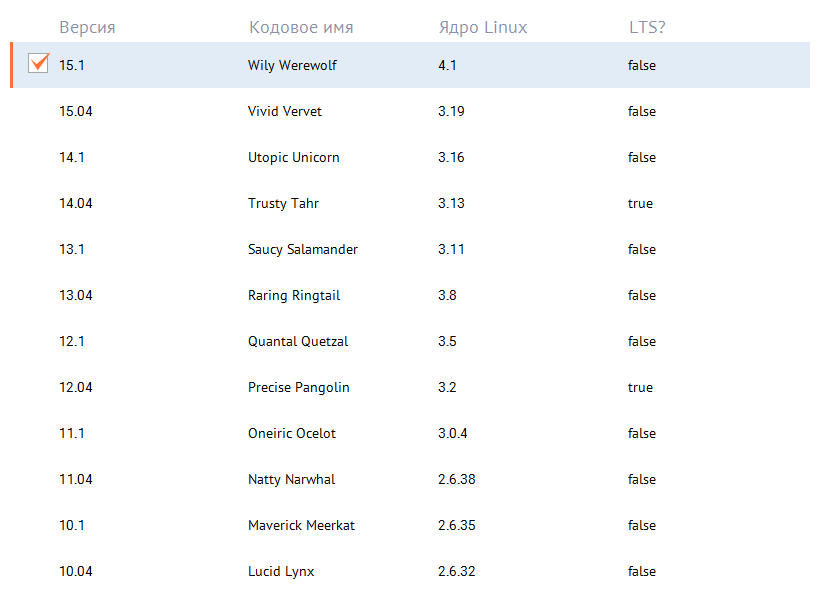 Версия Кодовое имя Ядро Linux LTS?
15.1 Wily Werewolf 4.1 false
15.04 Vivid Vervet 3.19 false
14.1 Utopic Unicorn 3.16 false
14.04 Trusty Tahr 3.13 true
13.1 Saucy Salamander 3.11 false
13.04 Raring Ringtail 3.8 false
12.1 Quantal Quetzal 3.5 false
12.04 Precise Pangolin 3.2 true
11.1 Oneiric Ocelot 3.0.4 false
11.04 Natty Narwhal 2.6.38 false
10.1 Maverick Meerkat 2.6.35 false
10.04 Lucid Lynx 2.6.32 false